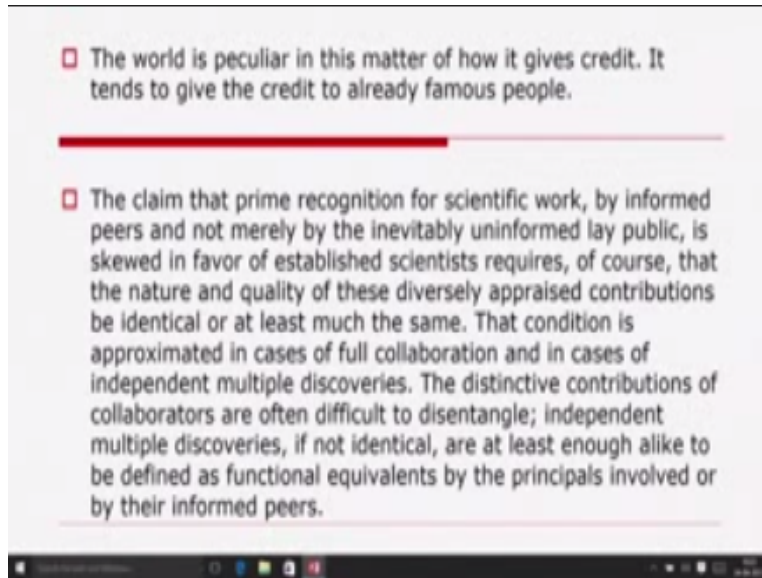 The world is peculiar in this matter of how it gives credit. It
tends to give the credit to already famous people.
The claim that prime recognition for scientific work, by informed
peers and not merely by the inevitably uninformed lay public, is
skewed in favor of established scientists requires, of course, that
the nature and quality of these diversely appraised contributions
be identical or at least much the same. That condition is
approximated in cases of full collaboration and in cases of
independent multiple discoveries. The distinctive contributions of
collaborators are often difficult to disentangle; independent
multiple discoveries, if not identical, are at least enough alike to
be defined as functional equivalents by the principals involved or
by their informed peers.